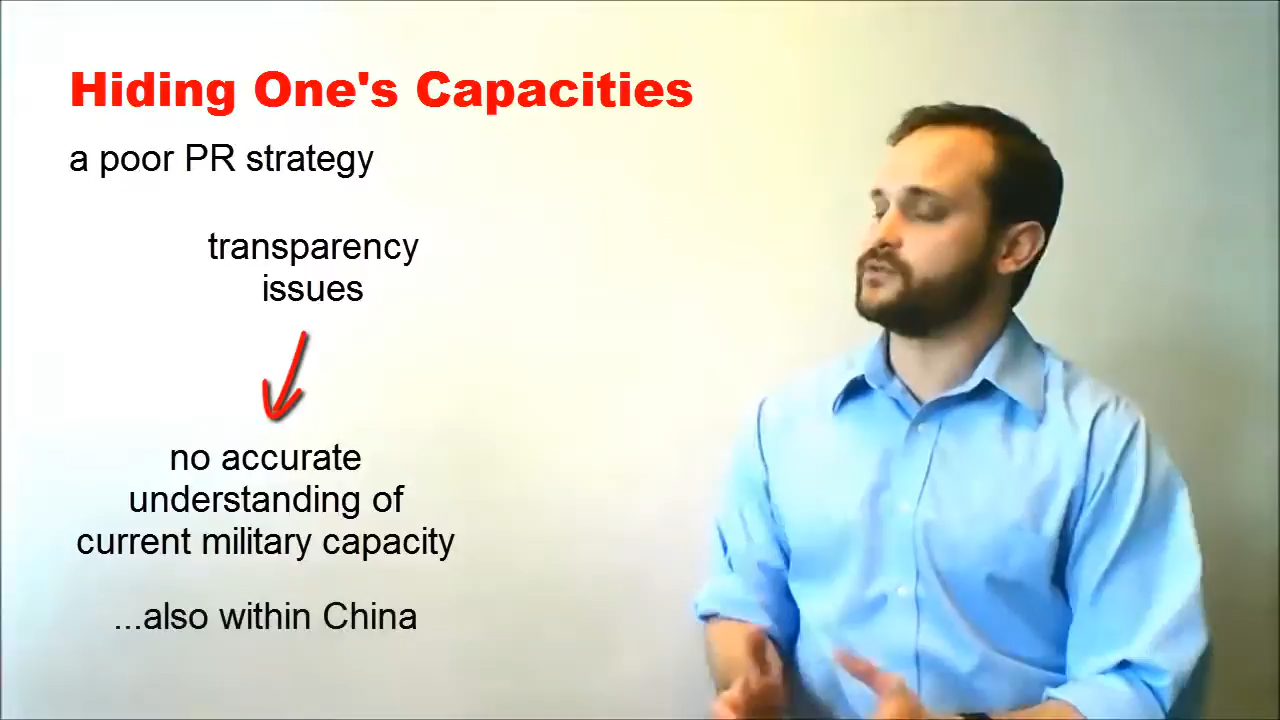 Hiding One's Capacities
a poor PR strategy
transparency
issues
no accurate
understanding of
current military capacity
...also within China